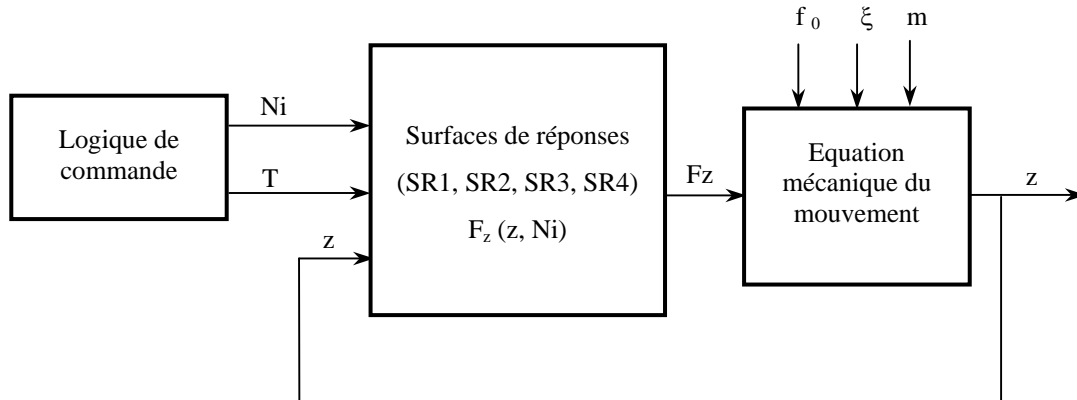 f 0 ξ m
Logique de
commande
Ni
T
z
Surfaces de réponses
(SR1, SR2, SR3, SR4)
Fz (z, Ni)
Fz
Equation
mécanique du
mouvement
z